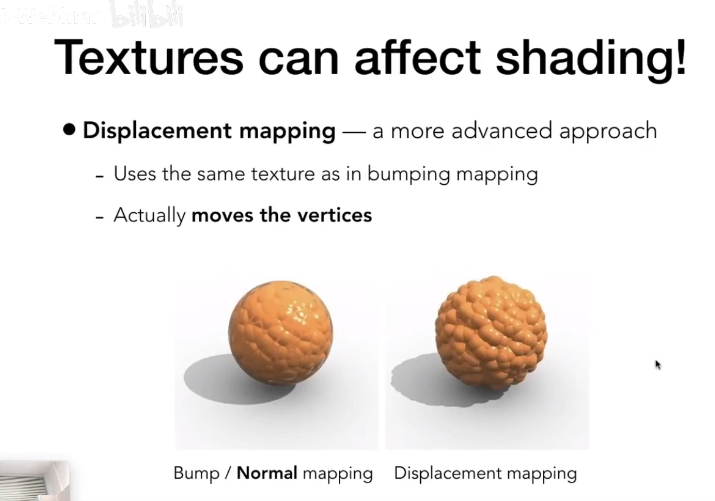 bilibili
Textures can affect shading!
● Displacement mapping — a more advanced approach
- Uses the same texture as in bumping mapping
- Actually moves the vertices
Bump / Normal mapping Displacement mapping